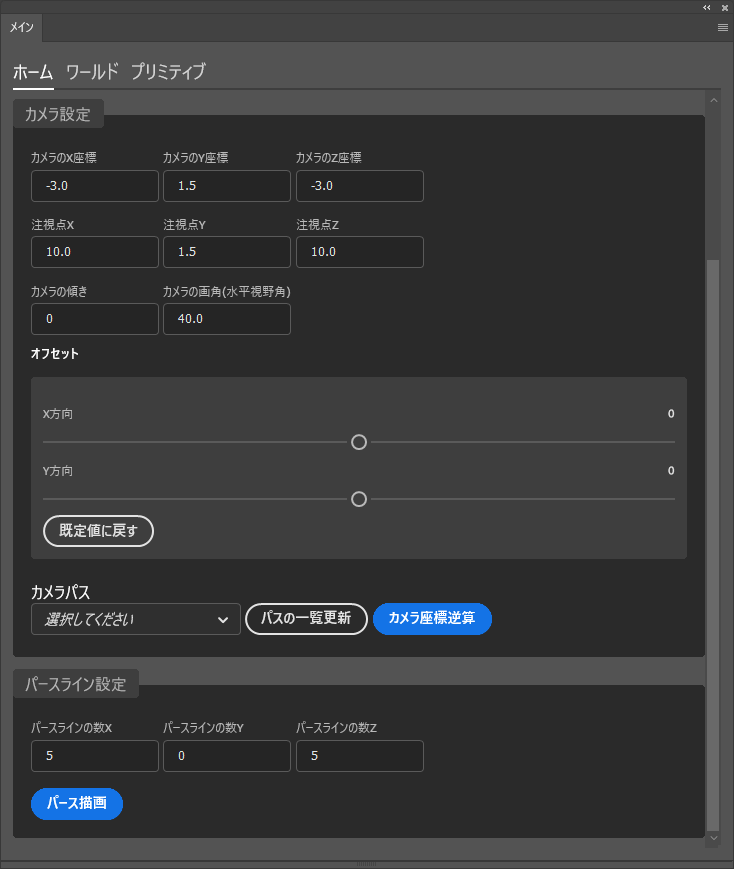 メイン
ホーム ワールド プリミティブ
カメラ設定
カメラのX座標 カメラのY座標 カメラのZ座標
-3.0 1.5 -3.0
注視点X 注視点Y 注視点Z
10.0 1.5 10.0
カメラの傾き カメラの画角(水平視野角)
0 40.0
オフセット
X方向 0
Y方向 0
既定値に戻す
カメラパス
選択してください パスの一覧更新 カメラ座標逆算
パースライン設定
パースラインの数X パースラインの数Y パースラインの数Z
5 0 5
パース描画